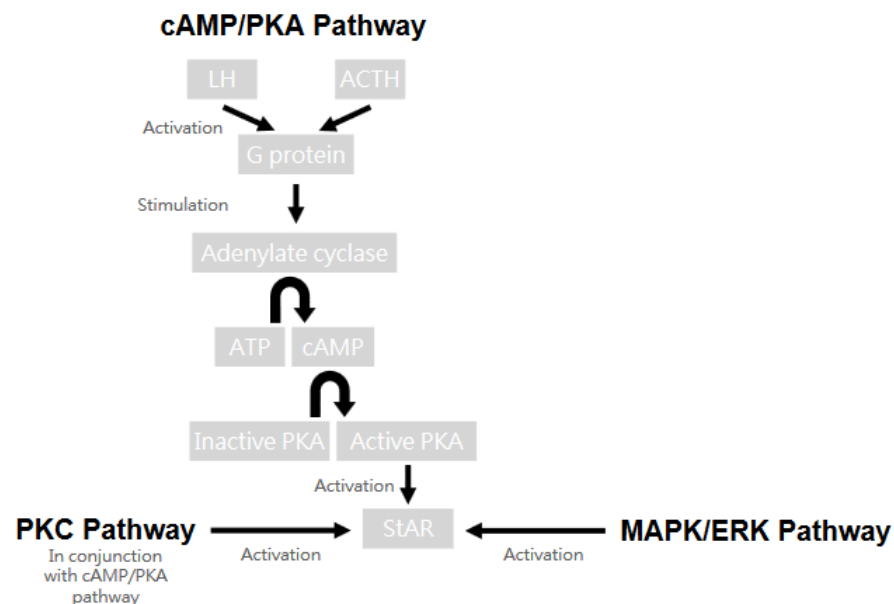 cAMP/PKA Pathway
LH
ACTH
Activation
G protein
Stimulation
Adenylate cyclase
ATP
cAMP
Inactive PKA
Active PKA
Activation
PKC Pathway
StAR
MAPK/ERK Pathway
In conjunction
with cAMP/PKA
pathway
Activation
Activation